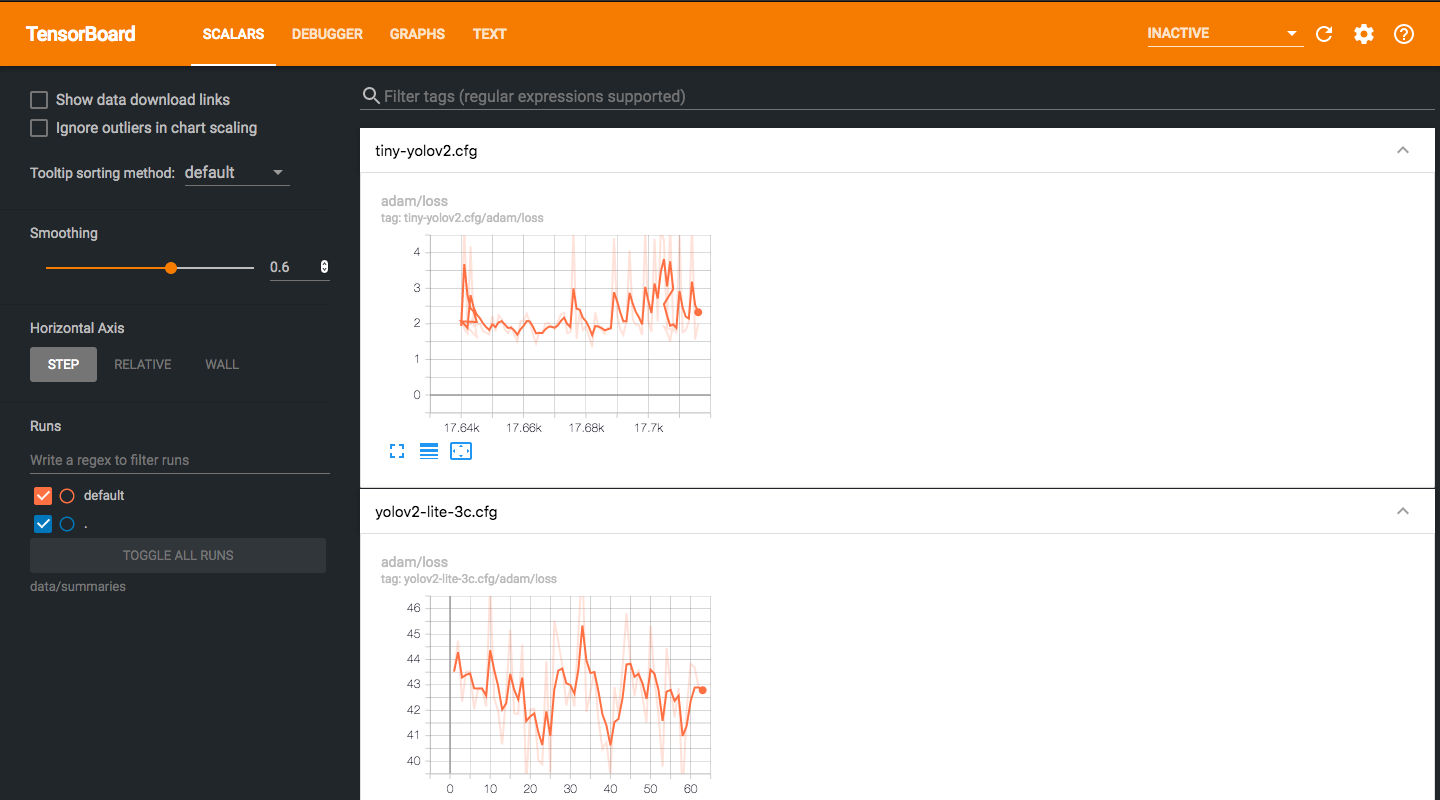 TensorBoard SCALARS DEBUGGER GRAPHS TEXT INACTIVE
Show data download links
Ignore outliers in chart scaling
Tooltip sorting method: default
Smoothing
0.6
Horizontal Axis
STEP RELATIVE WALL
Runs
Write a regex to filter runs
default
.
TOGGLE ALL RUNS
data/summaries
Filter tags (regular expressions supported)
tiny-yolov2.cfg
adam/loss
tag: tiny-yolov2.cfg/adam/loss
4
3
2
1
0
17.64k 17.66k 17.68k 17.7k
yolov2-lite-3c.cfg
adam/loss
tag: yolov2-lite-3c.cfg/adam/loss
46
45
44
43
42
41
40
0 10 20 30 40 50 60